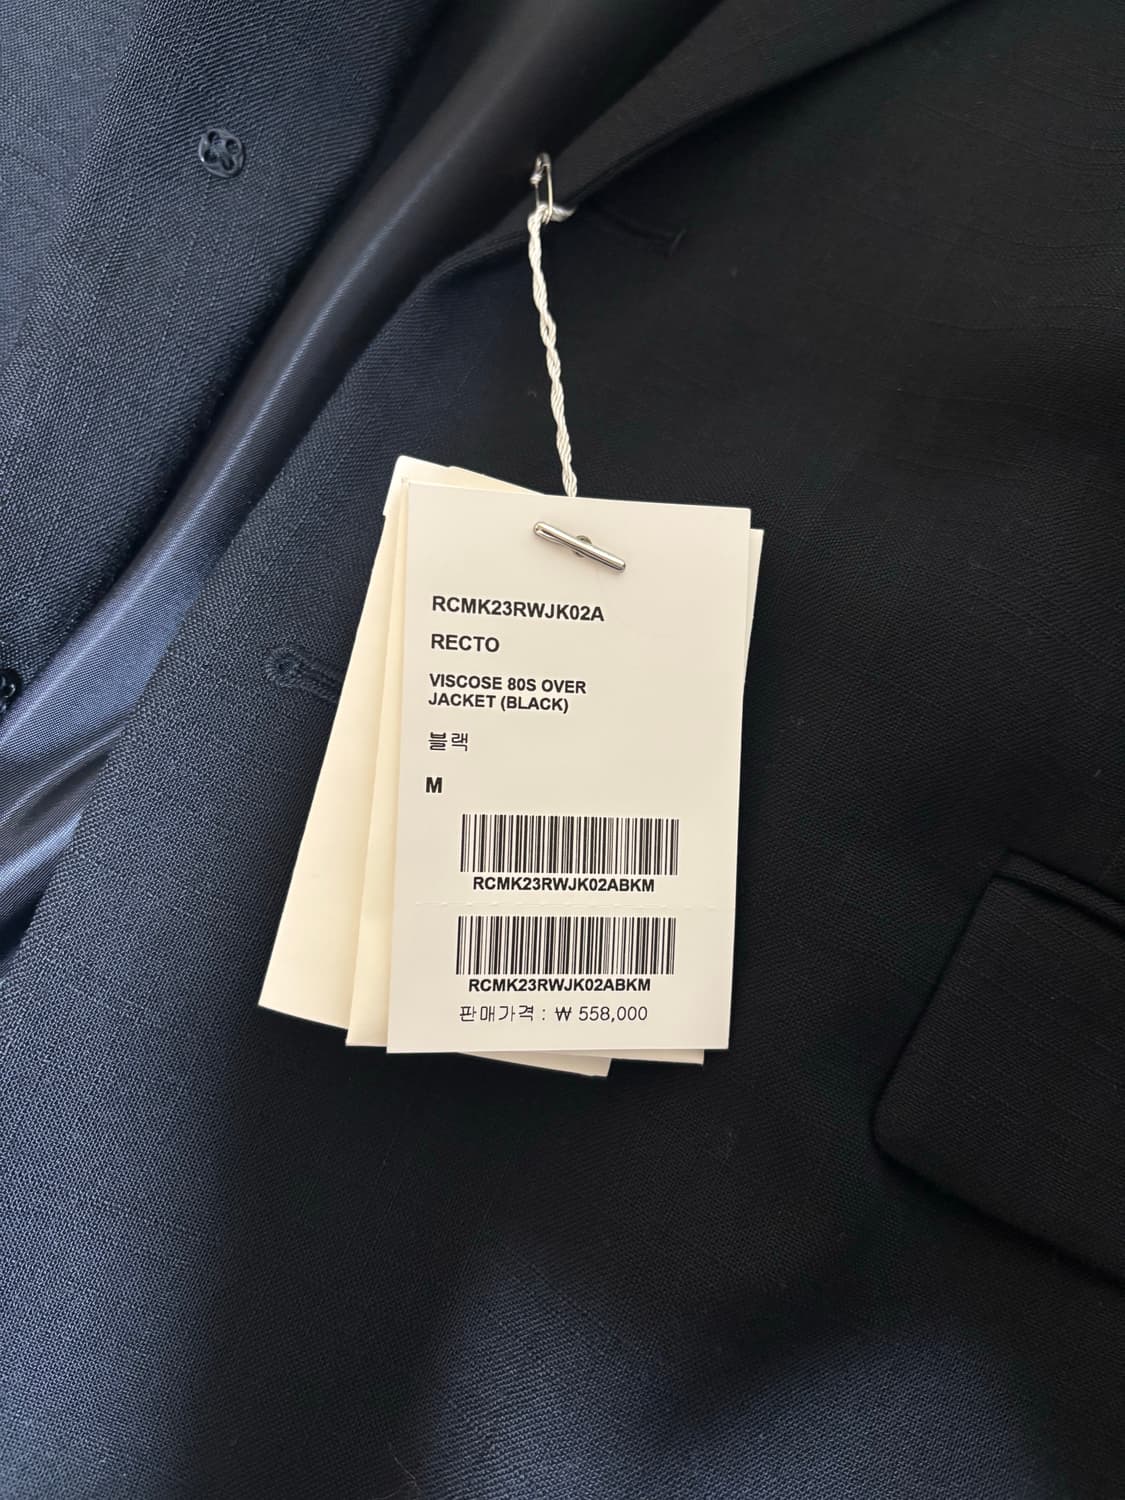 RCMK23RWJK02A
RECTO
VISCOSE 80S OVER
JACKET (BLACK)
블랙
M
RCMK23RWJK02ABKM
RCMK23RWJK02ABKM
판매가격 : ₩ 558,000